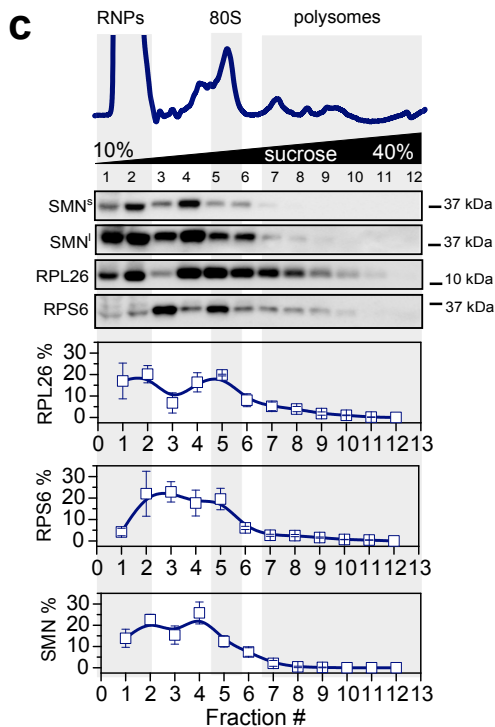 c
RNPs 80S polysomes
10% sucrose 40%
1 2 3 4 5 6 7 8 9 10 11 12
SMNˢ 37 kDa
SMNˡ 37 kDa
RPL26 10 kDa
RPS6 37 kDa
RPL26 %
30
20
10
0
0 1 2 3 4 5 6 7 8 9 10 11 12 13
RPS6 %
30
20
10
0
0 1 2 3 4 5 6 7 8 9 10 11 12 13
SMN %
30
20
10
0
0 1 2 3 4 5 6 7 8 9 10 11 12 13
Fraction #